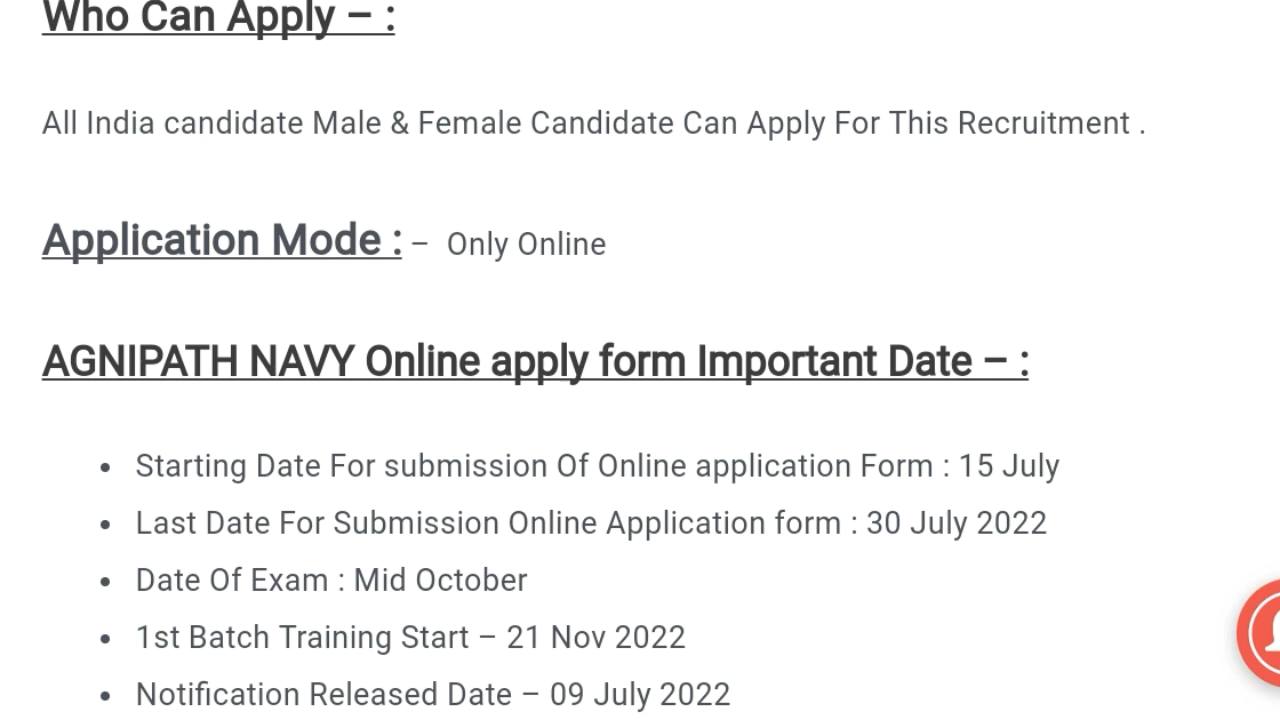 Who Can Apply – :
All India candidate Male & Female Candidate Can Apply For This Recruitment .
Application Mode : – Only Online
AGNIPATH NAVY Online apply form Important Date – :
• Starting Date For submission Of Online application Form : 15 July
• Last Date For Submission Online Application form : 30 July 2022
• Date Of Exam : Mid October
• 1st Batch Training Start – 21 Nov 2022
• Notification Released Date – 09 July 2022